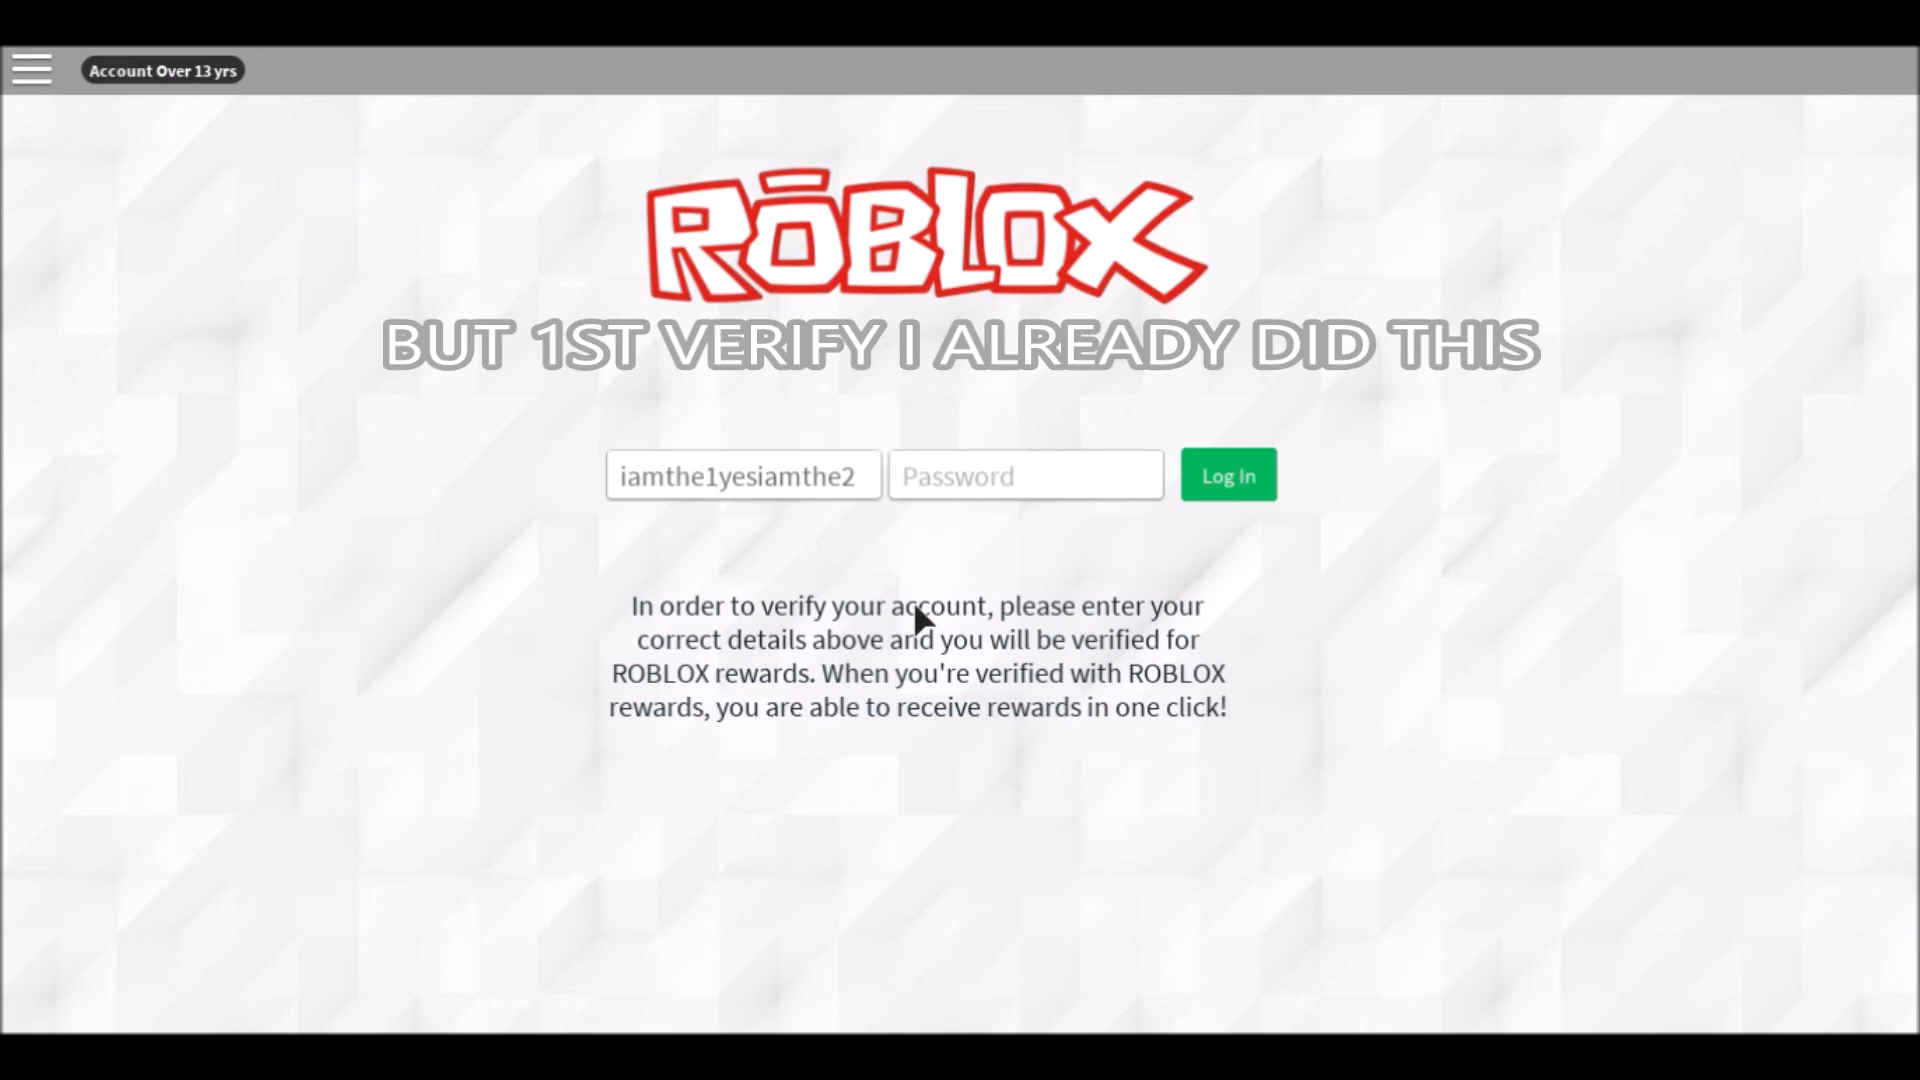 Account Over 13 yrs
ROBLOX
BUT 1ST VERIFY I ALREADY DID THIS
iamthe1yesiamthe2
Password
Log In
In order to verify your account, please enter your
correct details above and you will be verified for
ROBLOX rewards. When you're verified with ROBLOX
rewards, you are able to receive rewards in one click!